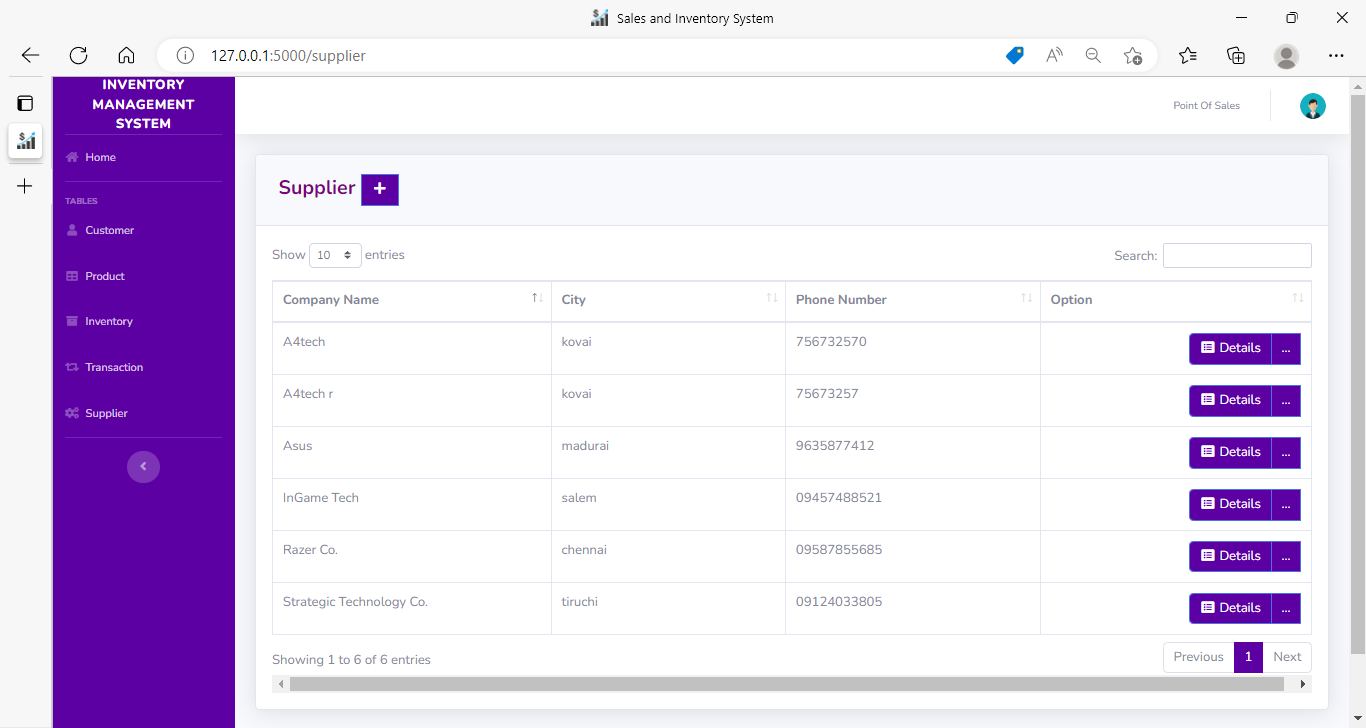 Sales and Inventory System
127.0.0.1:5000/supplier
INVENTORY
MANAGEMENT
SYSTEM
Home
TABLES
Customer
Product
Inventory
Transaction
Supplier
Point Of Sales
Supplier +
Show 10 entries Search:
Company Name City Phone Number Option
A4tech kovai 756732570 Details ...
A4tech r kovai 75673257 Details ...
Asus madurai 9635877412 Details ...
InGame Tech salem 09457488521 Details ...
Razer Co. chennai 09587855685 Details ...
Strategic Technology Co. tiruchi 09124033805 Details ...
Showing 1 to 6 of 6 entries Previous 1 Next